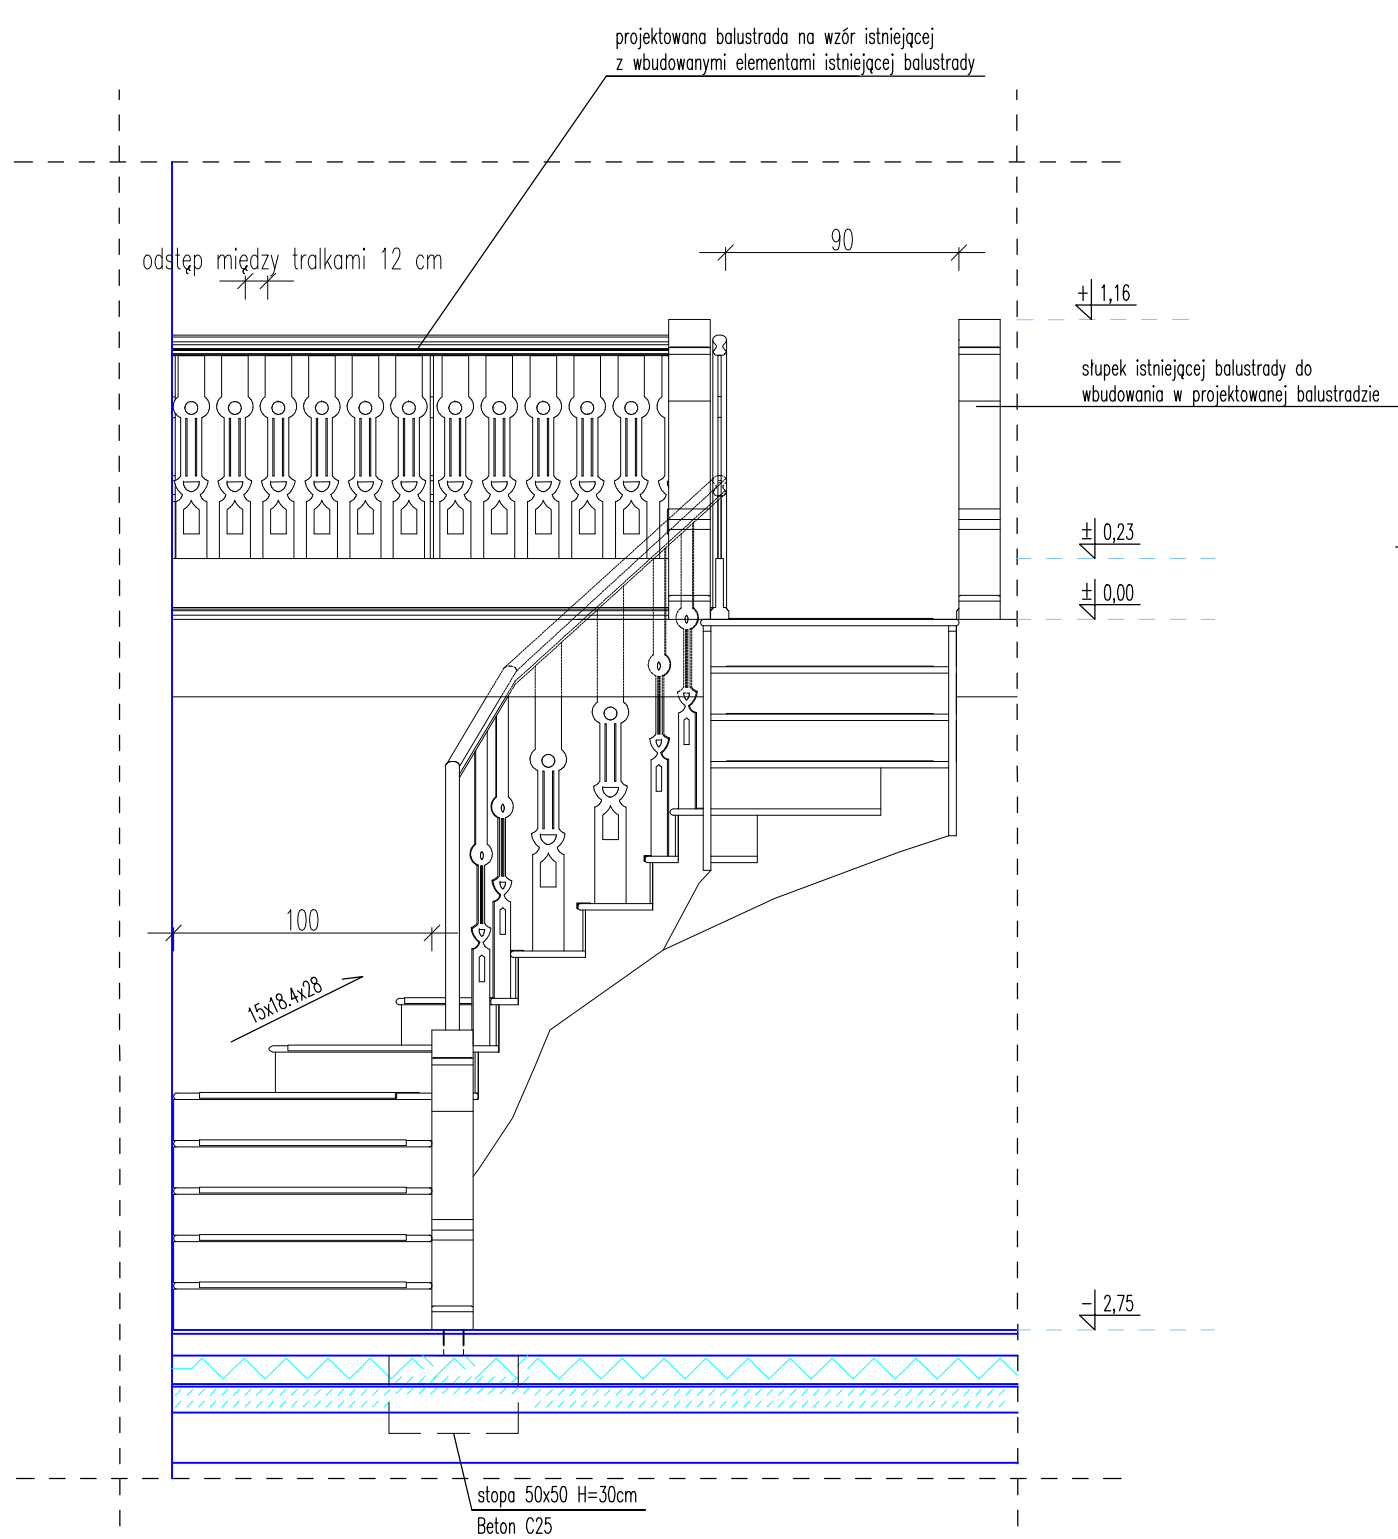 projektowana balustrada na wzór istniejącej
z wbudowanymi elementami istniejącej balustrady
90
odstęp między tralkami 12 cm
+ 1,16
słupek istniejącej balustrady do
wbudowania w projektowanej balustradzie
± 0,23
± 0,00
100
15x18.4x28
- 2,75
stopa 50x50 H=30cm
Beton C25